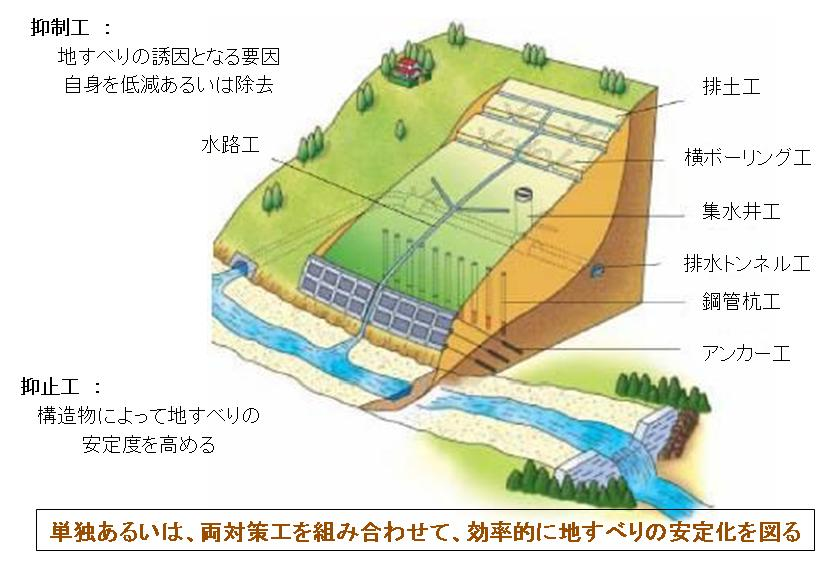 抑制工 ：
地すべりの誘因となる要因
自身を低減あるいは除去
水路工
排土工
横ボーリング工
集水井工
排水トンネル工
鋼管杭工
アンカー工
抑止工 ：
構造物によって地すべりの
安定度を高める
単独あるいは、両対策工を組み合わせて、効率的に地すべりの安定化を図る